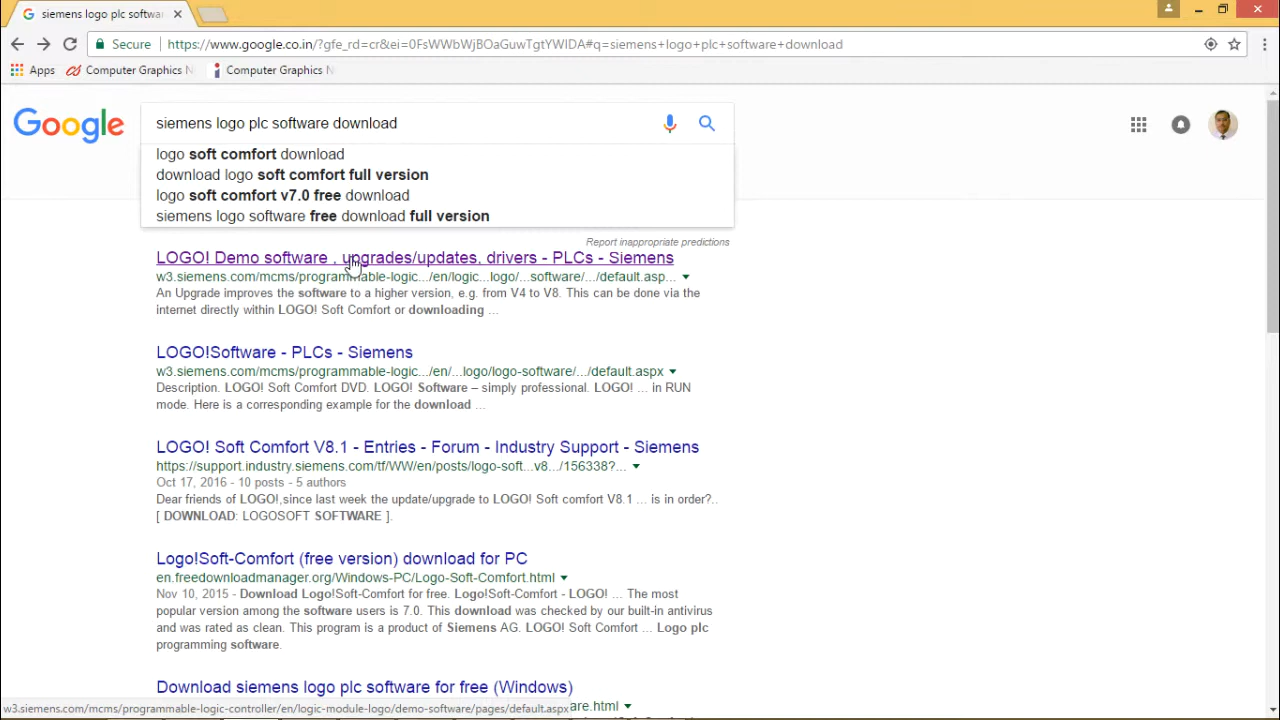 siemens logo plc softwa
Secure
https://www.google.co.in/?gfe_rd=cr&ei=0FsWWbWjBOaGuwTgtYWIDA#q=siemens+logo+plc+software+download
Apps Computer Graphics N Computer Graphics N
Google
siemens logo plc software download
logo soft comfort download
download logo soft comfort full version
logo soft comfort v7.0 free download
siemens logo software free download full version
Report inappropriate predictions
LOGO! Demo software , upgrades/updates, drivers - PLCs - Siemens
w3.siemens.com/mcms/programmable-logic.../en/logic...logo/...software/.../default.asp...
An Upgrade improves the software to a higher version, e.g. from V4 to V8. This can be done via the
internet directly within LOGO! Soft Comfort or downloading ...
LOGO!Software - PLCs - Siemens
w3.siemens.com/mcms/programmable-logic.../en/...logo/logo-software/.../default.aspx
Description. LOGO! Soft Comfort DVD. LOGO! Software – simply professional. LOGO! ... in RUN
mode. Here is a corresponding example for the download ...
LOGO! Soft Comfort V8.1 - Entries - Forum - Industry Support - Siemens
https://support.industry.siemens.com/tf/WW/en/posts/logo-soft...v8.../156338?...
Oct 17, 2016 - 10 posts - 5 authors
Dear friends of LOGO!,since last week the update/upgrade to LOGO! Soft comfort V8.1 ... is in order?..
[ DOWNLOAD: LOGOSOFT SOFTWARE ].
Logo!Soft-Comfort (free version) download for PC
en.freedownloadmanager.org/Windows-PC/Logo-Soft-Comfort.html
Nov 10, 2015 - Download Logo!Soft-Comfort for free. Logo!Soft-Comfort - LOGO! ... The most
popular version among the software users is 7.0. This download was checked by our built-in antivirus
and was rated as clean. This program is a product of Siemens AG. LOGO! Soft Comfort ... Logo plc
programming software.
Download siemens logo plc software for free (Windows)
w3.siemens.com/mcms/programmable-logic-controller/en/logic-module-logo/demo-software/pages/default.aspx
are.html